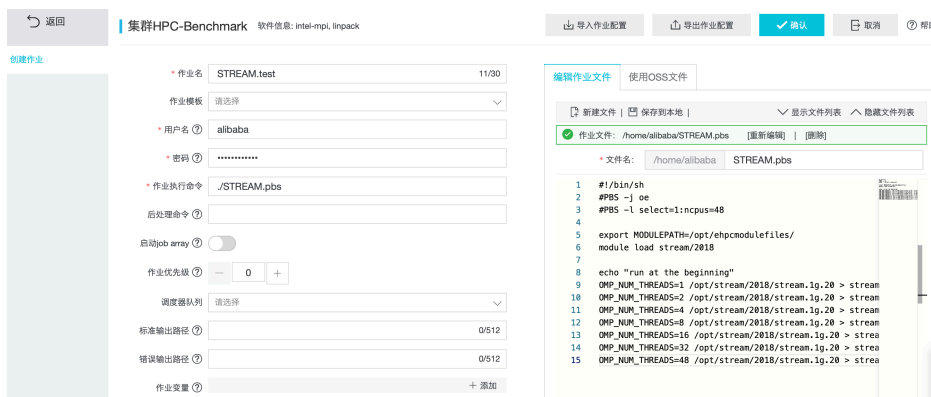 返回
集群HPC-Benchmark 软件信息: intel-mpi, linpack
导入作业配置 导出作业配置 确认 取消
创建作业
* 作业名 STREAM.test 11/30
作业模板 请选择
* 用户名 alibaba
* 密码 ••••••••••••
* 作业执行命令 ./STREAM.pbs
后处理命令
启动job array
作业优先级 0
调度器队列 请选择
标准输出路径 0/512
错误输出路径 0/512
作业变量 + 添加
编辑作业文件 使用OSS文件
新建文件 | 保存到本地 | 显示文件列表 隐藏文件列表
作业文件: /home/alibaba/STREAM.pbs [重新编辑] | [删除]
* 文件名: /home/alibaba STREAM.pbs
1 #!/bin/sh
2 #PBS -j oe
3 #PBS -l select=1:ncpus=48
4
5 export MODULEPATH=/opt/ehpcmodulefiles/
6 module load stream/2018
7
8 echo "run at the beginning"
9 OMP_NUM_THREADS=1 /opt/stream/2018/stream.1g.20 > stream
10 OMP_NUM_THREADS=2 /opt/stream/2018/stream.1g.20 > stream
11 OMP_NUM_THREADS=4 /opt/stream/2018/stream.1g.20 > stream
12 OMP_NUM_THREADS=8 /opt/stream/2018/stream.1g.20 > stream
13 OMP_NUM_THREADS=16 /opt/stream/2018/stream.1g.20 > strea
14 OMP_NUM_THREADS=32 /opt/stream/2018/stream.1g.20 > strea
15 OMP_NUM_THREADS=48 /opt/stream/2018/stream.1g.20 > strea